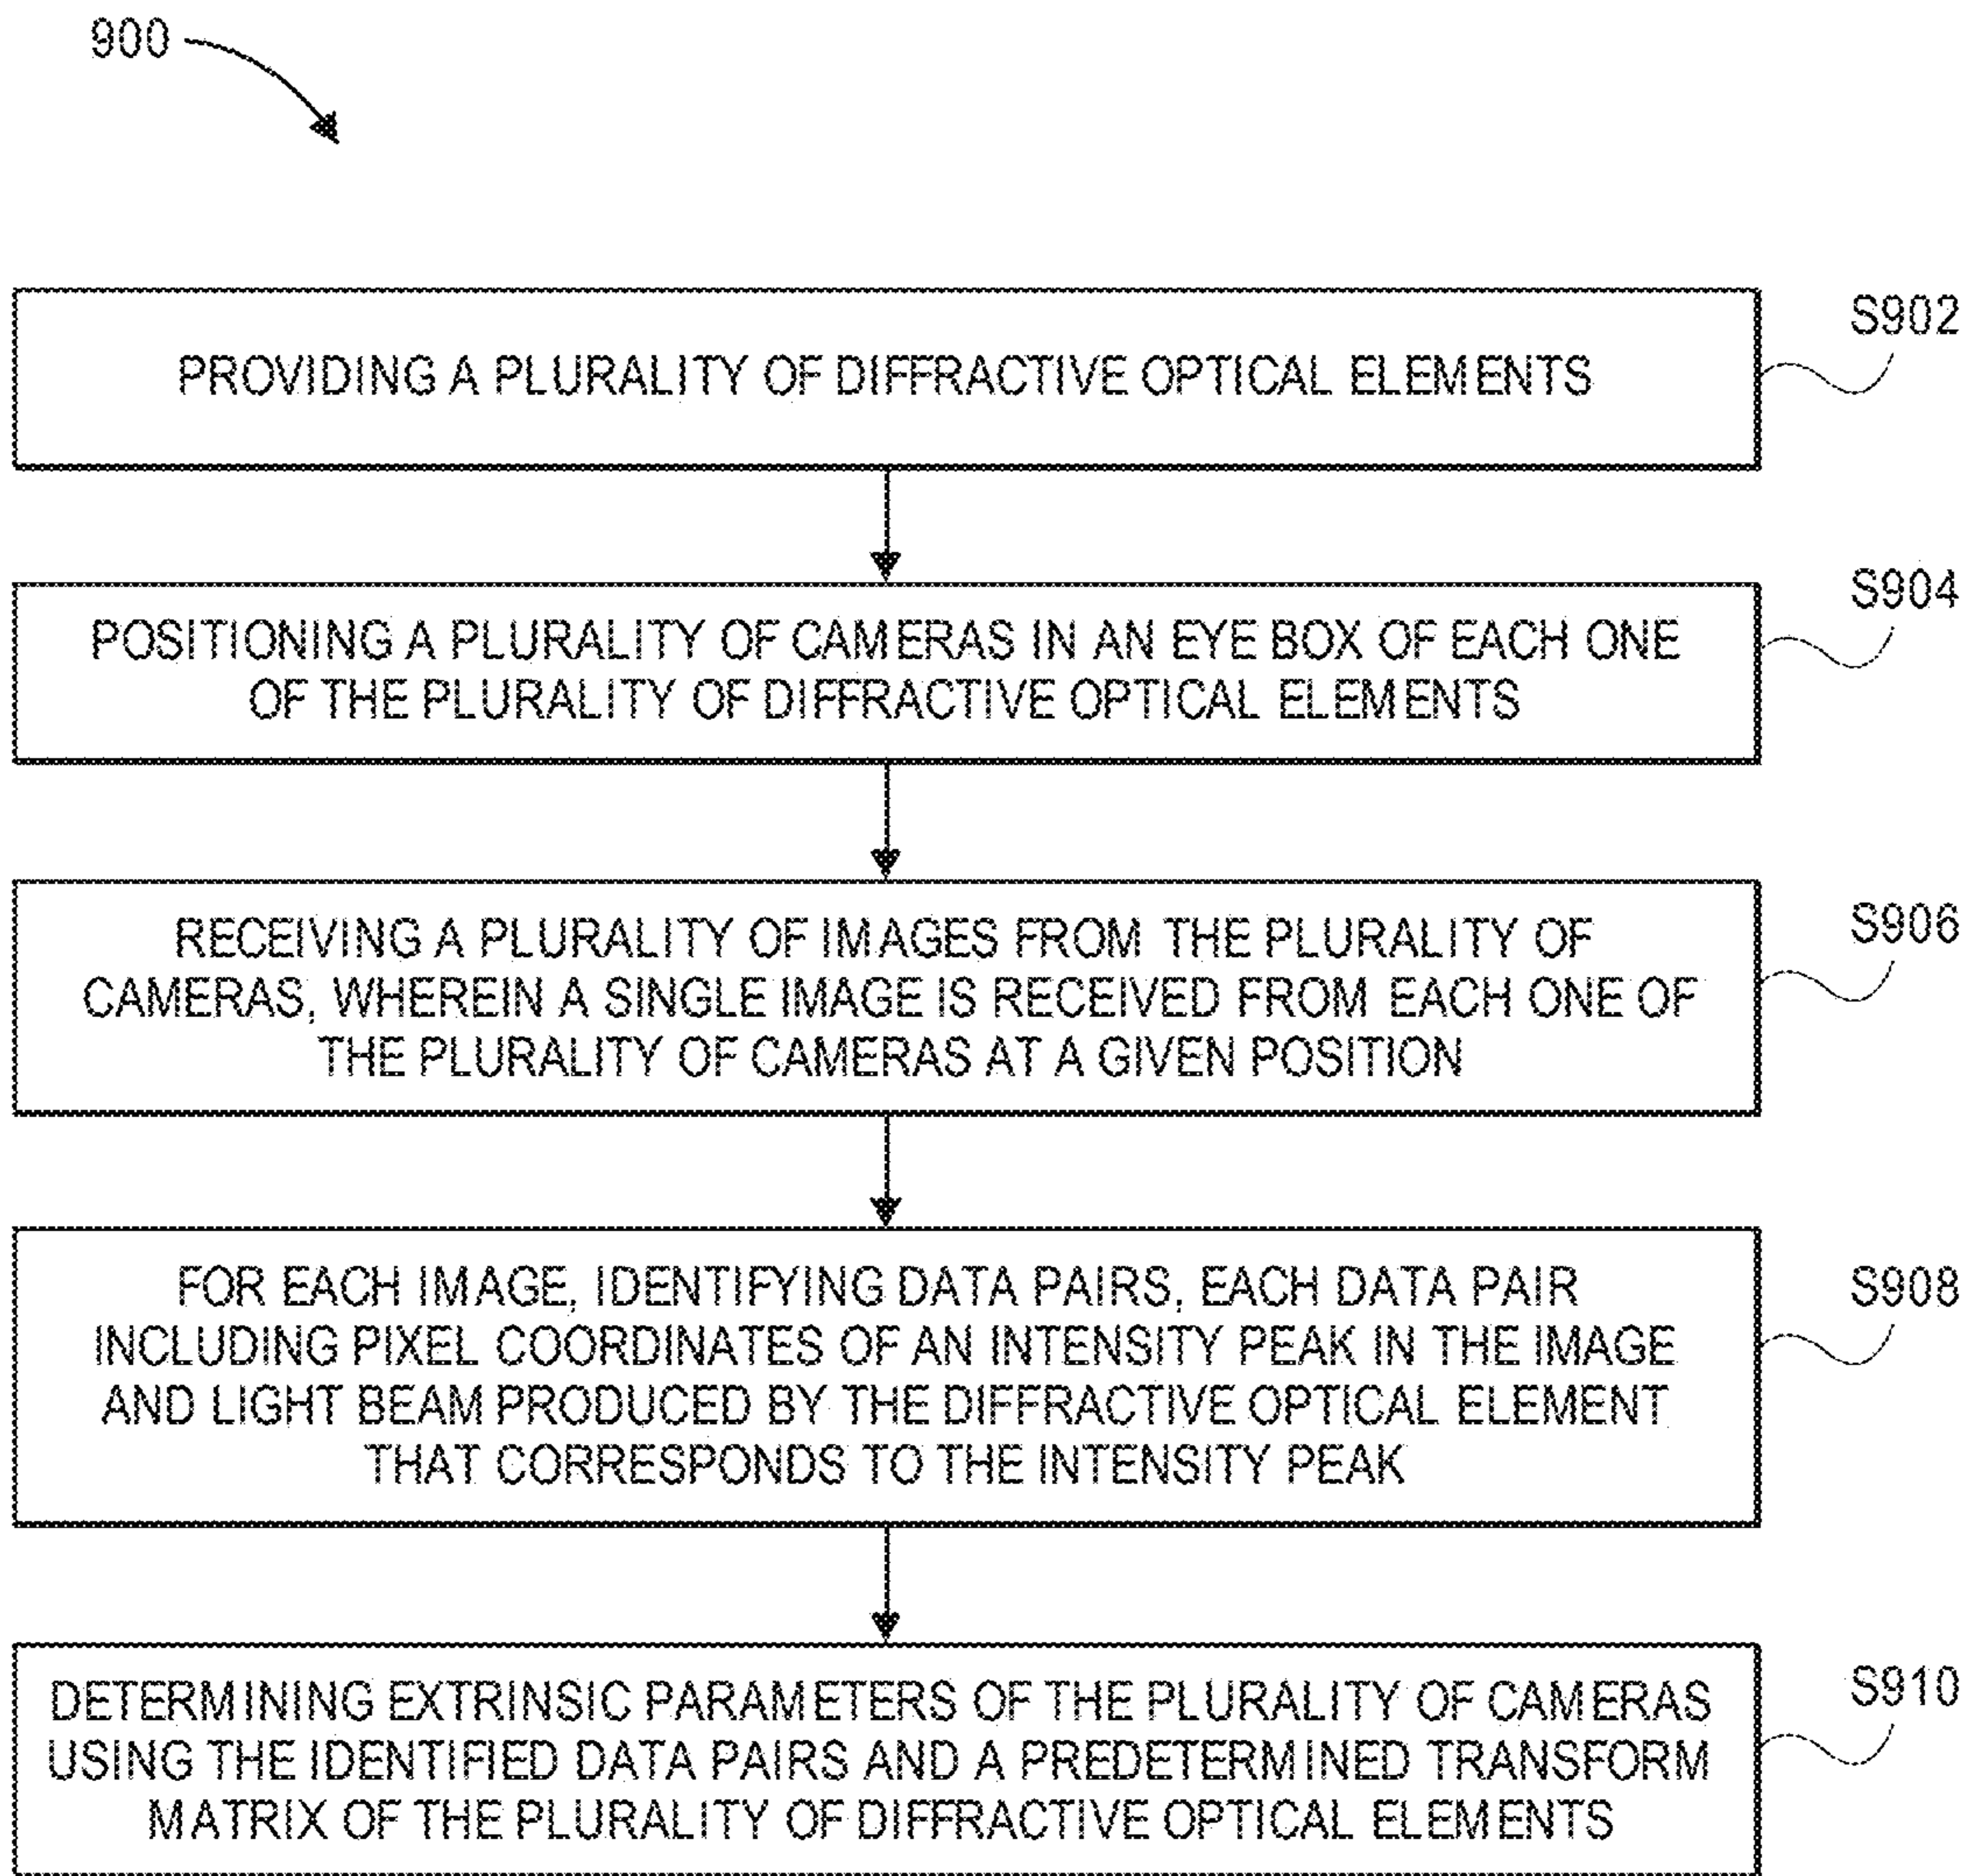 900
S902
PROVIDING A PLURALITY OF DIFFRACTIVE OPTICAL ELEMENTS
S904
POSITIONING A PLURALITY OF CAMERAS IN AN EYE BOX OF EACH ONE
OF THE PLURALITY OF DIFFRACTIVE OPTICAL ELEMENTS
S906
RECEIVING A PLURALITY OF IMAGES FROM THE PLURALITY OF
CAMERAS, WHEREIN A SINGLE IMAGE IS RECEIVED FROM EACH ONE OF
THE PLURALITY OF CAMERAS AT A GIVEN POSITION
S908
FOR EACH IMAGE, IDENTIFYING DATA PAIRS, EACH DATA PAIR
INCLUDING PIXEL COORDINATES OF AN INTENSITY PEAK IN THE IMAGE
AND LIGHT BEAM PRODUCED BY THE DIFFRACTIVE OPTICAL ELEMENT
THAT CORRESPONDS TO THE INTENSITY PEAK
S910
DETERMINING EXTRINSIC PARAMETERS OF THE PLURALITY OF CAMERAS
USING THE IDENTIFIED DATA PAIRS AND A PREDETERMINED TRANSFORM
MATRIX OF THE PLURALITY OF DIFFRACTIVE OPTICAL ELEMENTS